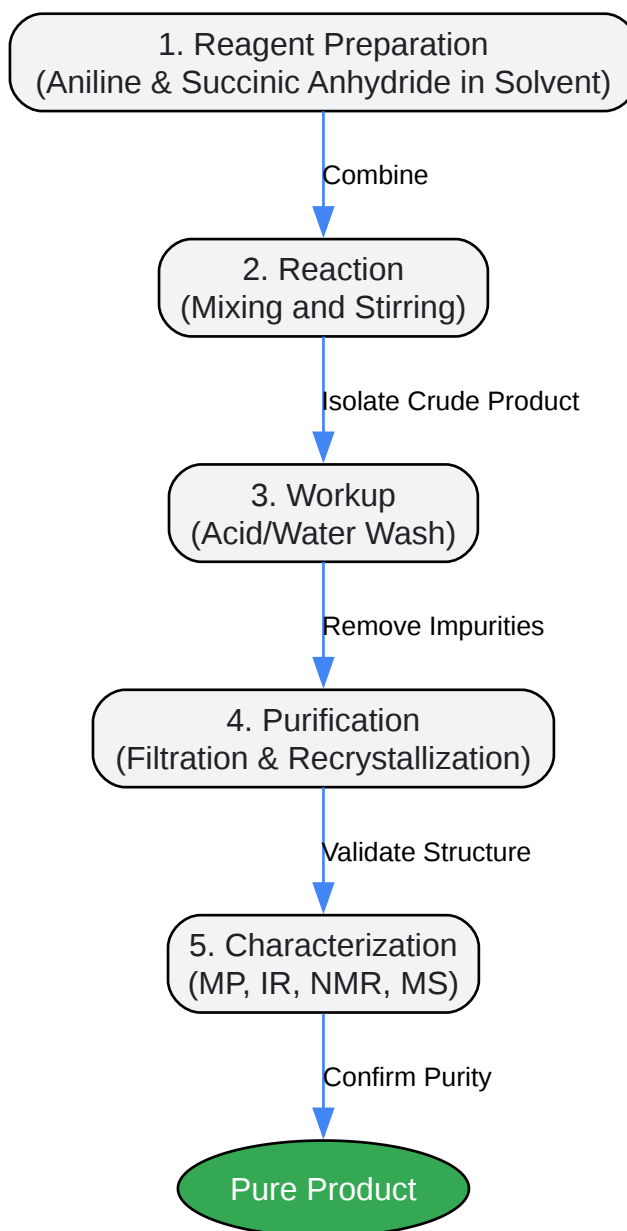 1. Reagent Preparation
(Aniline & Succinic Anhydride in Solvent)
Combine
2. Reaction
(Mixing and Stirring)
Isolate Crude Product
3. Workup
(Acid/Water Wash)
Remove Impurities
4. Purification
(Filtration & Recrystallization)
Validate Structure
5. Characterization
(MP, IR, NMR, MS)
Confirm Purity
Pure Product